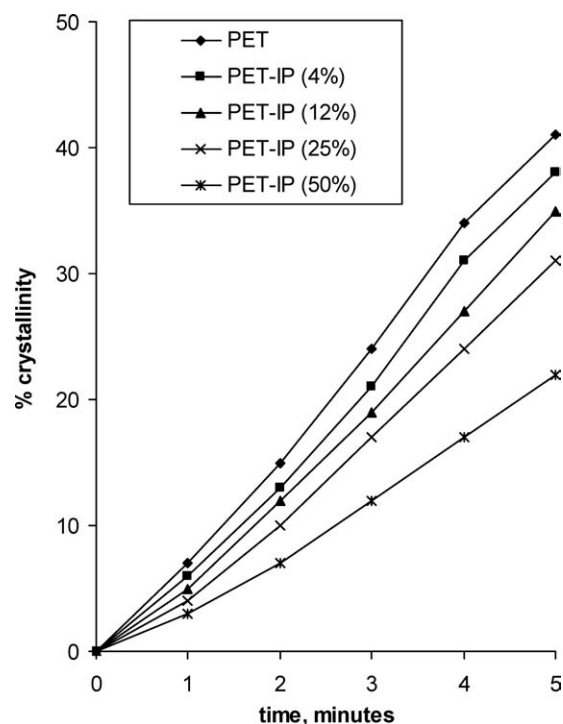 50
40
30
20
10
0
% crystallinity
PET
PET-IP (4%)
PET-IP (12%)
PET-IP (25%)
PET-IP (50%)
0 1 2 3 4 5
time, minutes